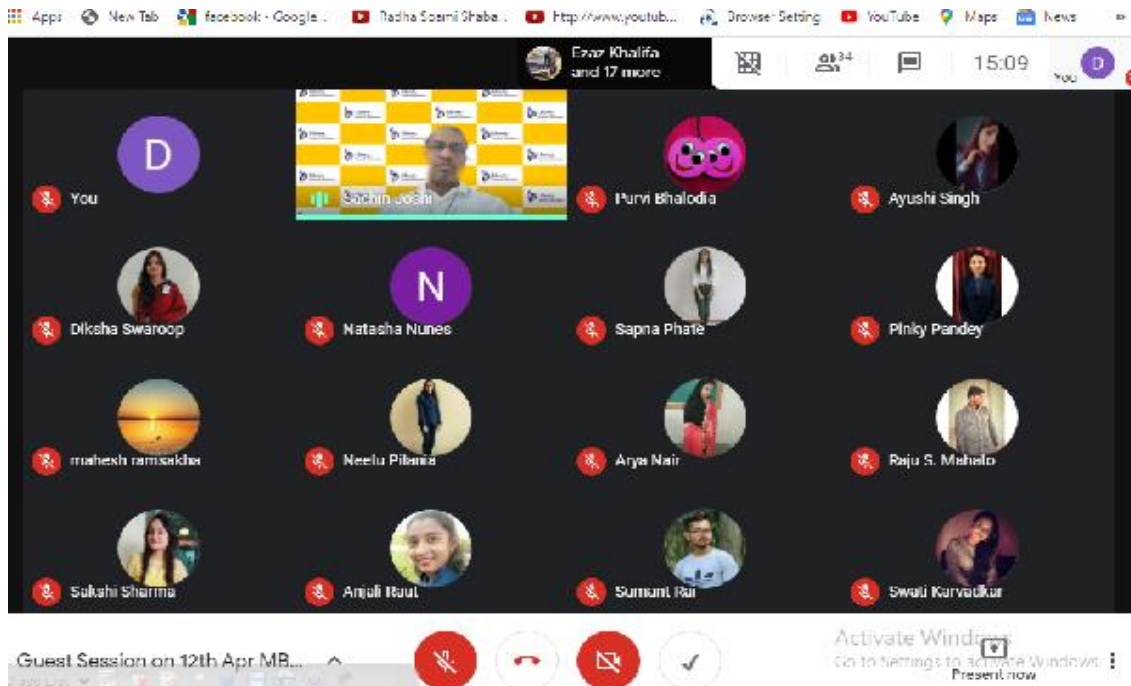 Apps New Tab facebook - Google... Radha Soami Shaba... http://www.youtub... Browser Setting YouTube Maps News
Ezaz Khalifa
and 17 more
34
15:09
You
D
D
You
Sachin Joshi
Purvi Bhalodia
Ayushi Singh
Diksha Swaroop
N
Natasha Nunes
Sapna Phate
Pinky Pandey
mahesh ramsakha
Neetu Pilania
Arya Nair
Raju S. Mahato
Sakshi Sharma
Anjali Raut
Sumant Rai
Swati Karvadkar
Guest Session on 12th Apr MB...
Activate Windows
Go to Settings to activate Windows.
Present now